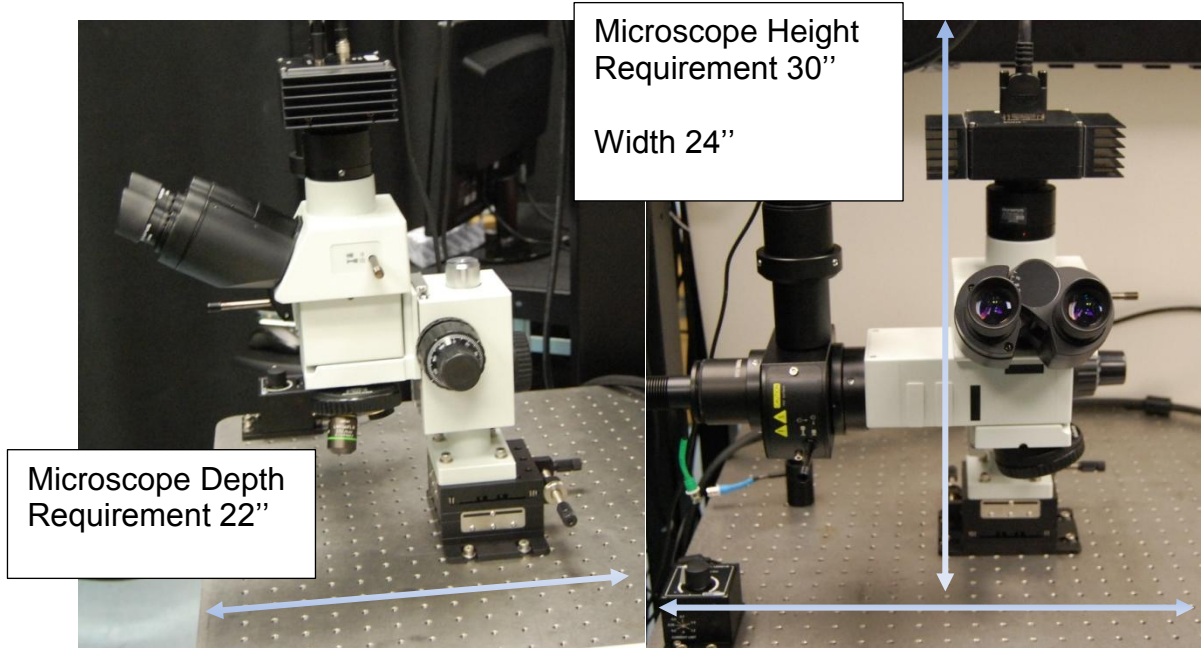 Microscope Height
Requirement 30’’
Width 24’’
Microscope Depth
Requirement 22’’